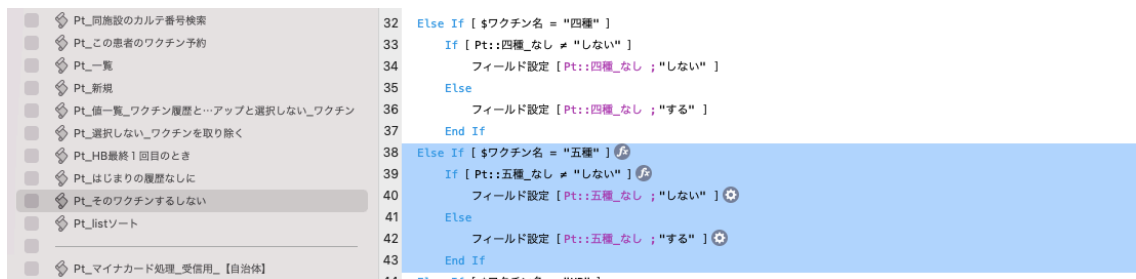 Pt_同施設のカルテ番号検索
Pt_この患者のワクチン予約
Pt_一覧
Pt_新規
Pt_値一覧_ワクチン履歴と…アップと選択しない_ワクチン
Pt_選択しない_ワクチンを取り除く
Pt_HB最終１回目のとき
Pt_はじまりの履歴なしに
Pt_そのワクチンするしない
Pt_listソート
Pt_マイナカード処理_受信用_【自治体】
32 Else If [ $ワクチン名 = "四種" ]
33 If [ Pt::四種_なし ≠ "しない" ]
34 フィールド設定 [ Pt::四種_なし ; "しない" ]
35 Else
36 フィールド設定 [ Pt::四種_なし ; "する" ]
37 End If
38 Else If [ $ワクチン名 = "五種" ]
39 If [ Pt::五種_なし ≠ "しない" ]
40 フィールド設定 [ Pt::五種_なし ; "しない" ]
41 Else
42 フィールド設定 [ Pt::五種_なし ; "する" ]
43 End If